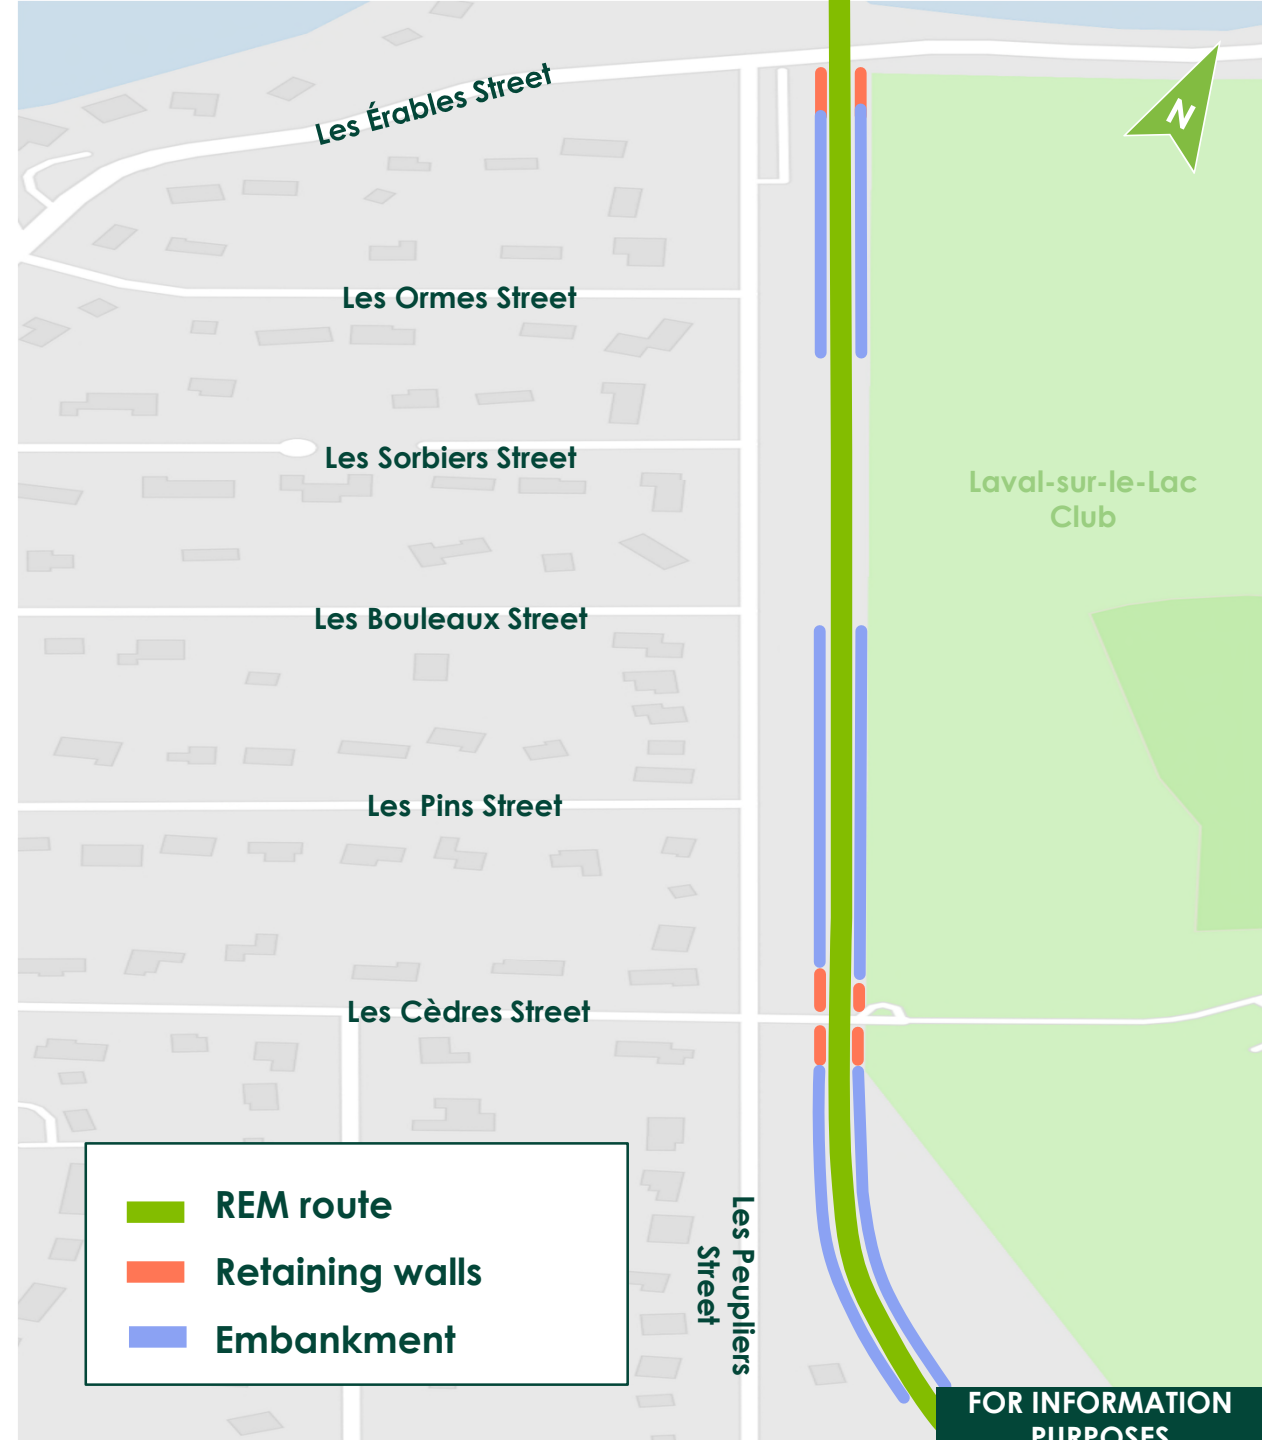 Les Érables Street
N
Les Ormes Street
Les Sorbiers Street
Laval-sur-le-Lac
Club
Les Bouleaux Street
Les Pins Street
Les Cèdres Street
REM route
Retaining walls
Embankment
Les Peupliers
Street
FOR INFORMATION
PURPOSES